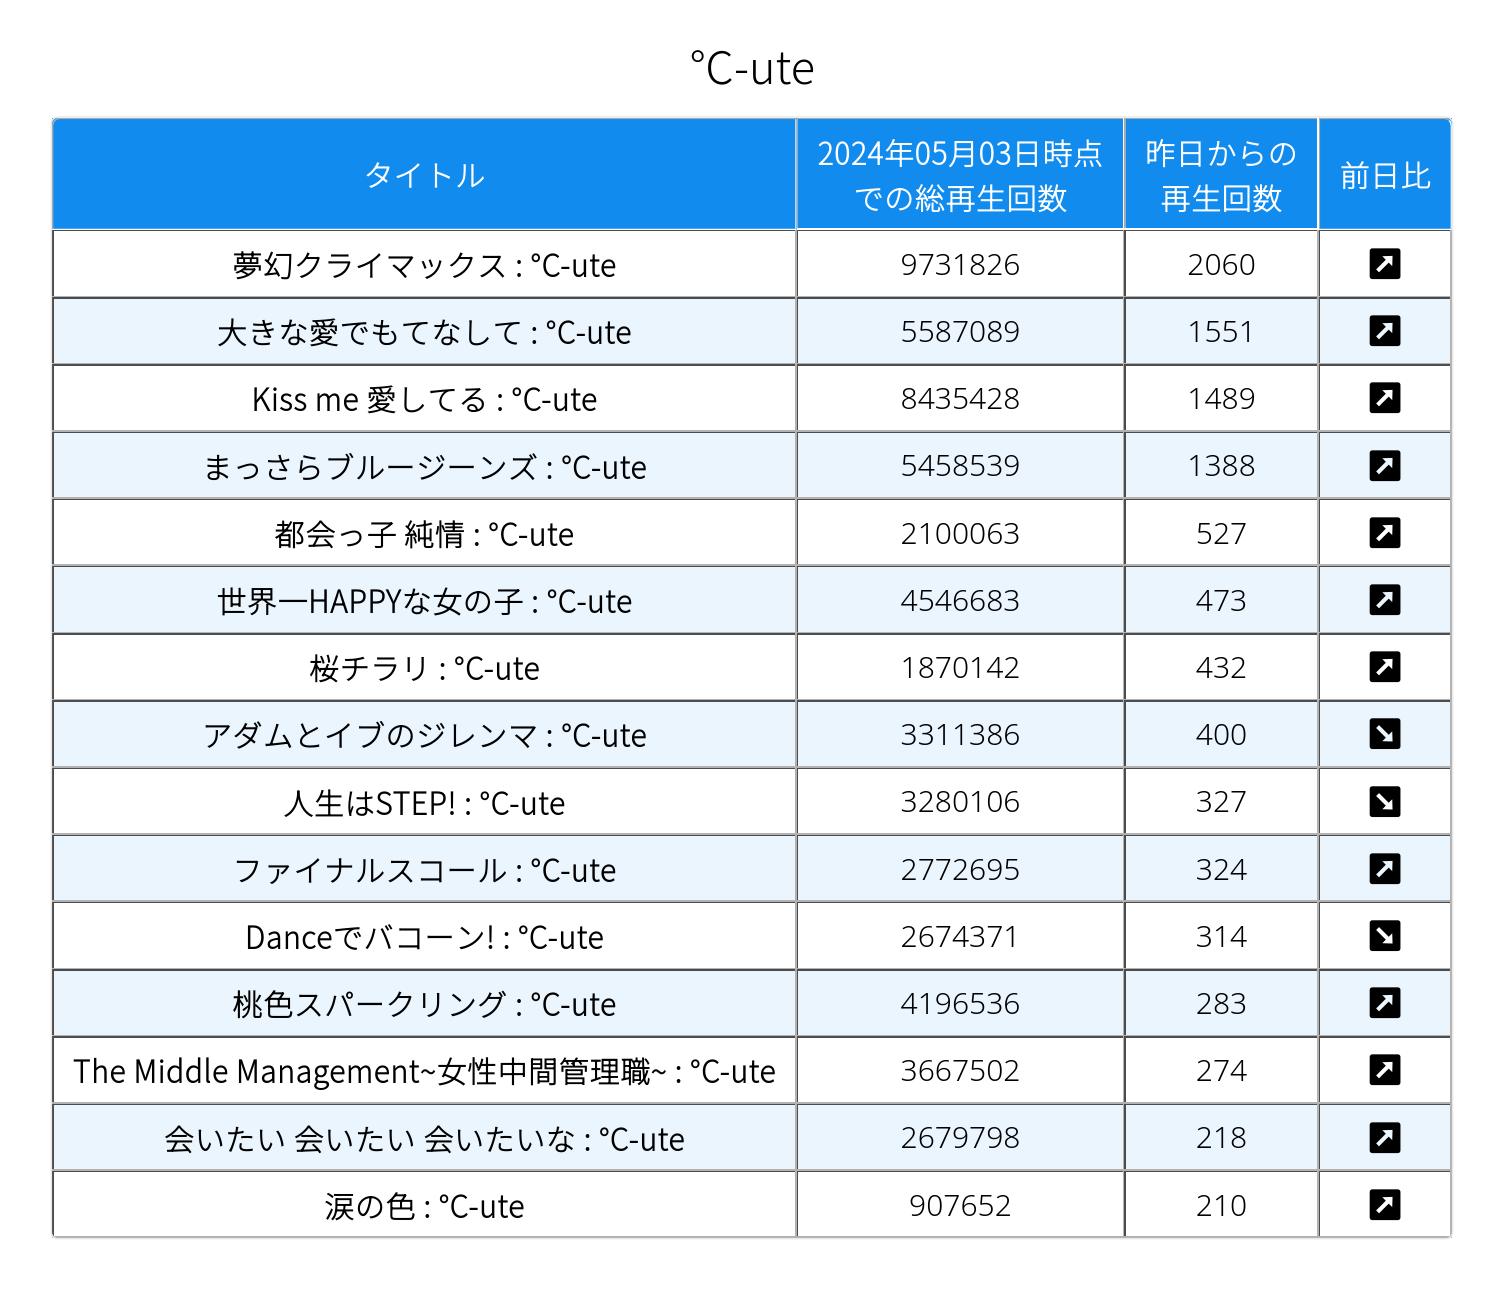 ℃-ute
タイトル 2024年05月03日時点での総再生回数 昨日からの再生回数 前日比
夢幻クライマックス : ℃-ute 9731826 2060
大きな愛でもてなして : ℃-ute 5587089 1551
Kiss me 愛してる : ℃-ute 8435428 1489
まっさらブルージーンズ : ℃-ute 5458539 1388
都会っ子 純情 : ℃-ute 2100063 527
世界一HAPPYな女の子 : ℃-ute 4546683 473
桜チラリ : ℃-ute 1870142 432
アダムとイブのジレンマ : ℃-ute 3311386 400
人生はSTEP! : ℃-ute 3280106 327
ファイナルスコール : ℃-ute 2772695 324
Danceでバコーン! : ℃-ute 2674371 314
桃色スパークリング : ℃-ute 4196536 283
The Middle Management~女性中間管理職~ : ℃-ute 3667502 274
会いたい 会いたい 会いたいな : ℃-ute 2679798 218
涙の色 : ℃-ute 907652 210